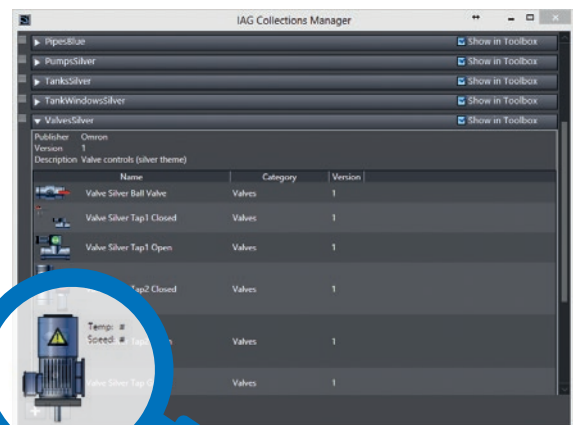 IAG Collections Manager
PipesBlue Show in Toolbox
PumpsSilver Show in Toolbox
TanksSilver Show in Toolbox
TankWindowsSilver Show in Toolbox
ValvesSilver Show in Toolbox
Publisher Omron
Version 1
Description Valve controls (silver theme)
Name Category Version
Valve Silver Ball Valve Valves 1
Valve Silver Tap1 Closed Valves 1
Valve Silver Tap1 Open Valves 1
Tap2 Closed Valves 1
Temp: #
Speed: #
Valves 1
Valve Silver Tap Valves 1